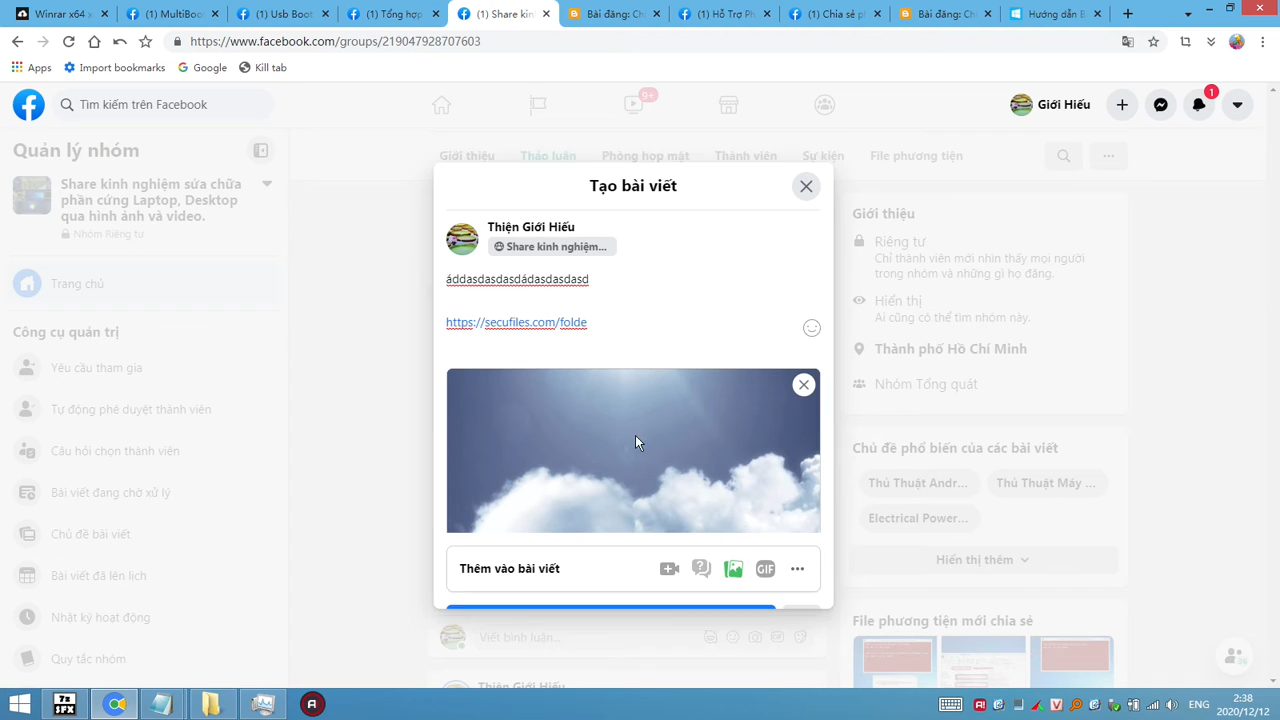 Winrar x64
(1) MultiBoo
(1) Usb Boot
(1) Tổng hợp
(1) Share kin
Bài đăng: Ch
(1) Hỗ Trợ Ph
(1) Chia sẻ pl
Bài đăng: Ch
Hướng dẫn B
https://www.facebook.com/groups/219047928707603
Apps
Import bookmarks
Google
Kill tab
Tìm kiếm trên Facebook
9+
Giới Hiếu
1
Quản lý nhóm
Share kinh nghiệm sửa chữa
phần cứng Laptop, Desktop
qua hình ảnh và video.
Nhóm Riêng tư
Trang chủ
Công cụ quản trị
Yêu cầu tham gia
Tự động phê duyệt thành viên
Câu hỏi chọn thành viên
Bài viết đang chờ xử lý
Chủ đề bài viết
Bài viết đã lên lịch
Nhật ký hoạt động
Quy tắc nhóm
Giới thiệu
Thảo luận
Phòng họp mặt
Thành viên
Sự kiện
File phương tiện
Tạo bài viết
Thiện Giới Hiếu
Share kinh nghiệm...
áddasdasdasdádasdasdasd
https://secufiles.com/folde
Thêm vào bài viết
GIF
Viết bình luận...
Thiện Giới Hiếu
Giới thiệu
Riêng tư
Chỉ thành viên mới nhìn thấy mọi người
trong nhóm và những gì họ đăng.
Hiển thị
Ai cũng có thể tìm nhóm này.
Thành phố Hồ Chí Minh
Nhóm Tổng quát
Chủ đề phổ biến của các bài viết
Thủ Thuật Andr...
Thủ Thuật Máy ...
Electrical Power...
Hiển thị thêm
File phương tiện mới chia sẻ
7z
SFX
ENG
2:38
2020/12/12